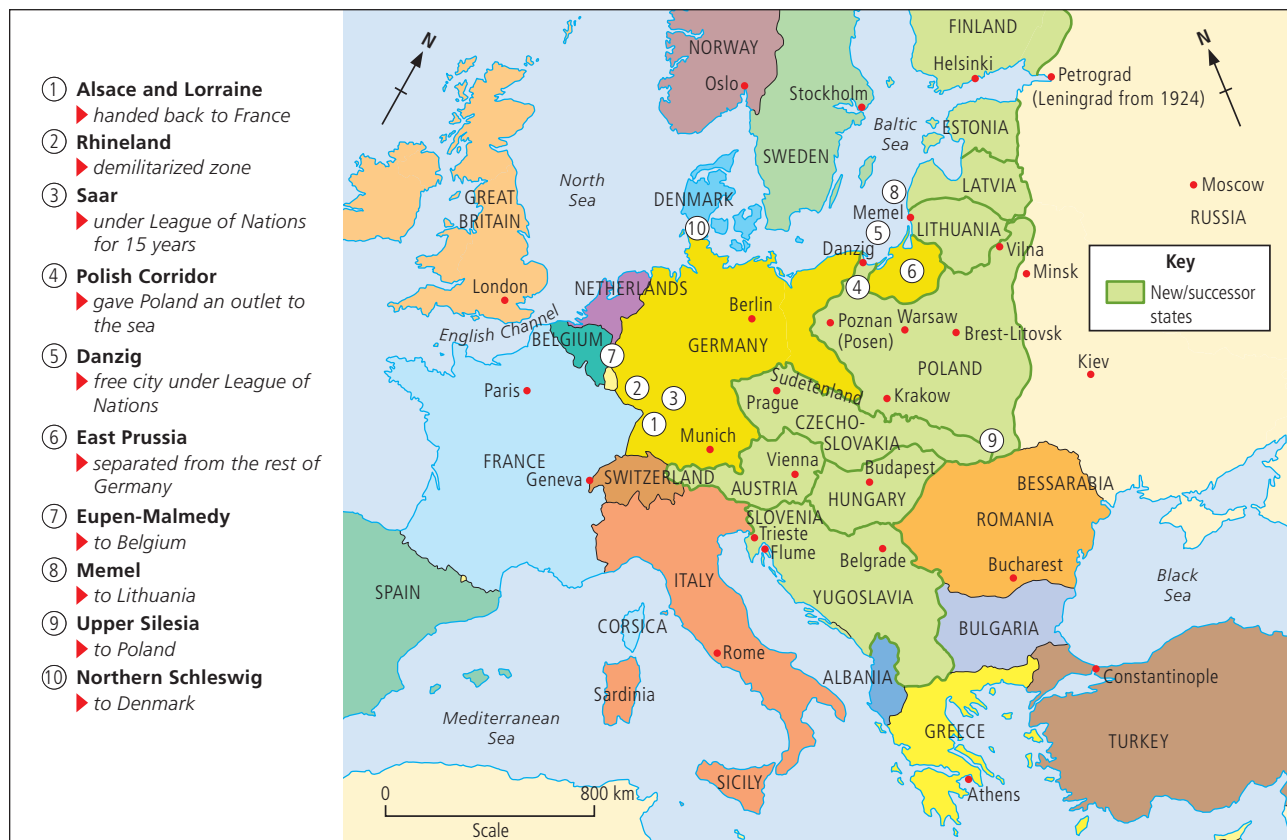 ① Alsace and Lorraine
▶ handed back to France
② Rhineland
▶ demilitarized zone
③ Saar
▶ under League of Nations
for 15 years
④ Polish Corridor
▶ gave Poland an outlet to
the sea
⑤ Danzig
▶ free city under League of
Nations
⑥ East Prussia
▶ separated from the rest of
Germany
⑦ Eupen-Malmedy
▶ to Belgium
⑧ Memel
▶ to Lithuania
⑨ Upper Silesia
▶ to Poland
⑩ Northern Schleswig
▶ to Denmark
N
N
NORWAY
Oslo
FINLAND
Helsinki
Petrograd
(Leningrad from 1924)
Stockholm
SWEDEN
Baltic
Sea
ESTONIA
LATVIA
Moscow
RUSSIA
North
Sea
GREAT
BRITAIN
DENMARK
⑩
⑧
Memel
⑤
LITHUANIA
Vilna
Minsk
Danzig
④
⑥
Key
New/successor
states
London
English Channel
NETHERLANDS
BELGIUM
⑦
Berlin
GERMANY
Poznan
(Posen)
Warsaw
Brest-Litovsk
POLAND
Kiev
Paris
②
③
①
Sudetenland
Prague
Krakow
CZECHO-
SLOVAKIA
⑨
Munich
FRANCE
Geneva
SWITZERLAND
Vienna
AUSTRIA
Budapest
HUNGARY
BESSARABIA
ROMANIA
Bucharest
SLOVENIA
Trieste
Flume
Belgrade
YUGOSLAVIA
Black
Sea
SPAIN
ITALY
CORSICA
Rome
Sardinia
BULGARIA
ALBANIA
Constantinople
Mediterranean
Sea
GREECE
TURKEY
SICILY
Athens
0
800 km
Scale